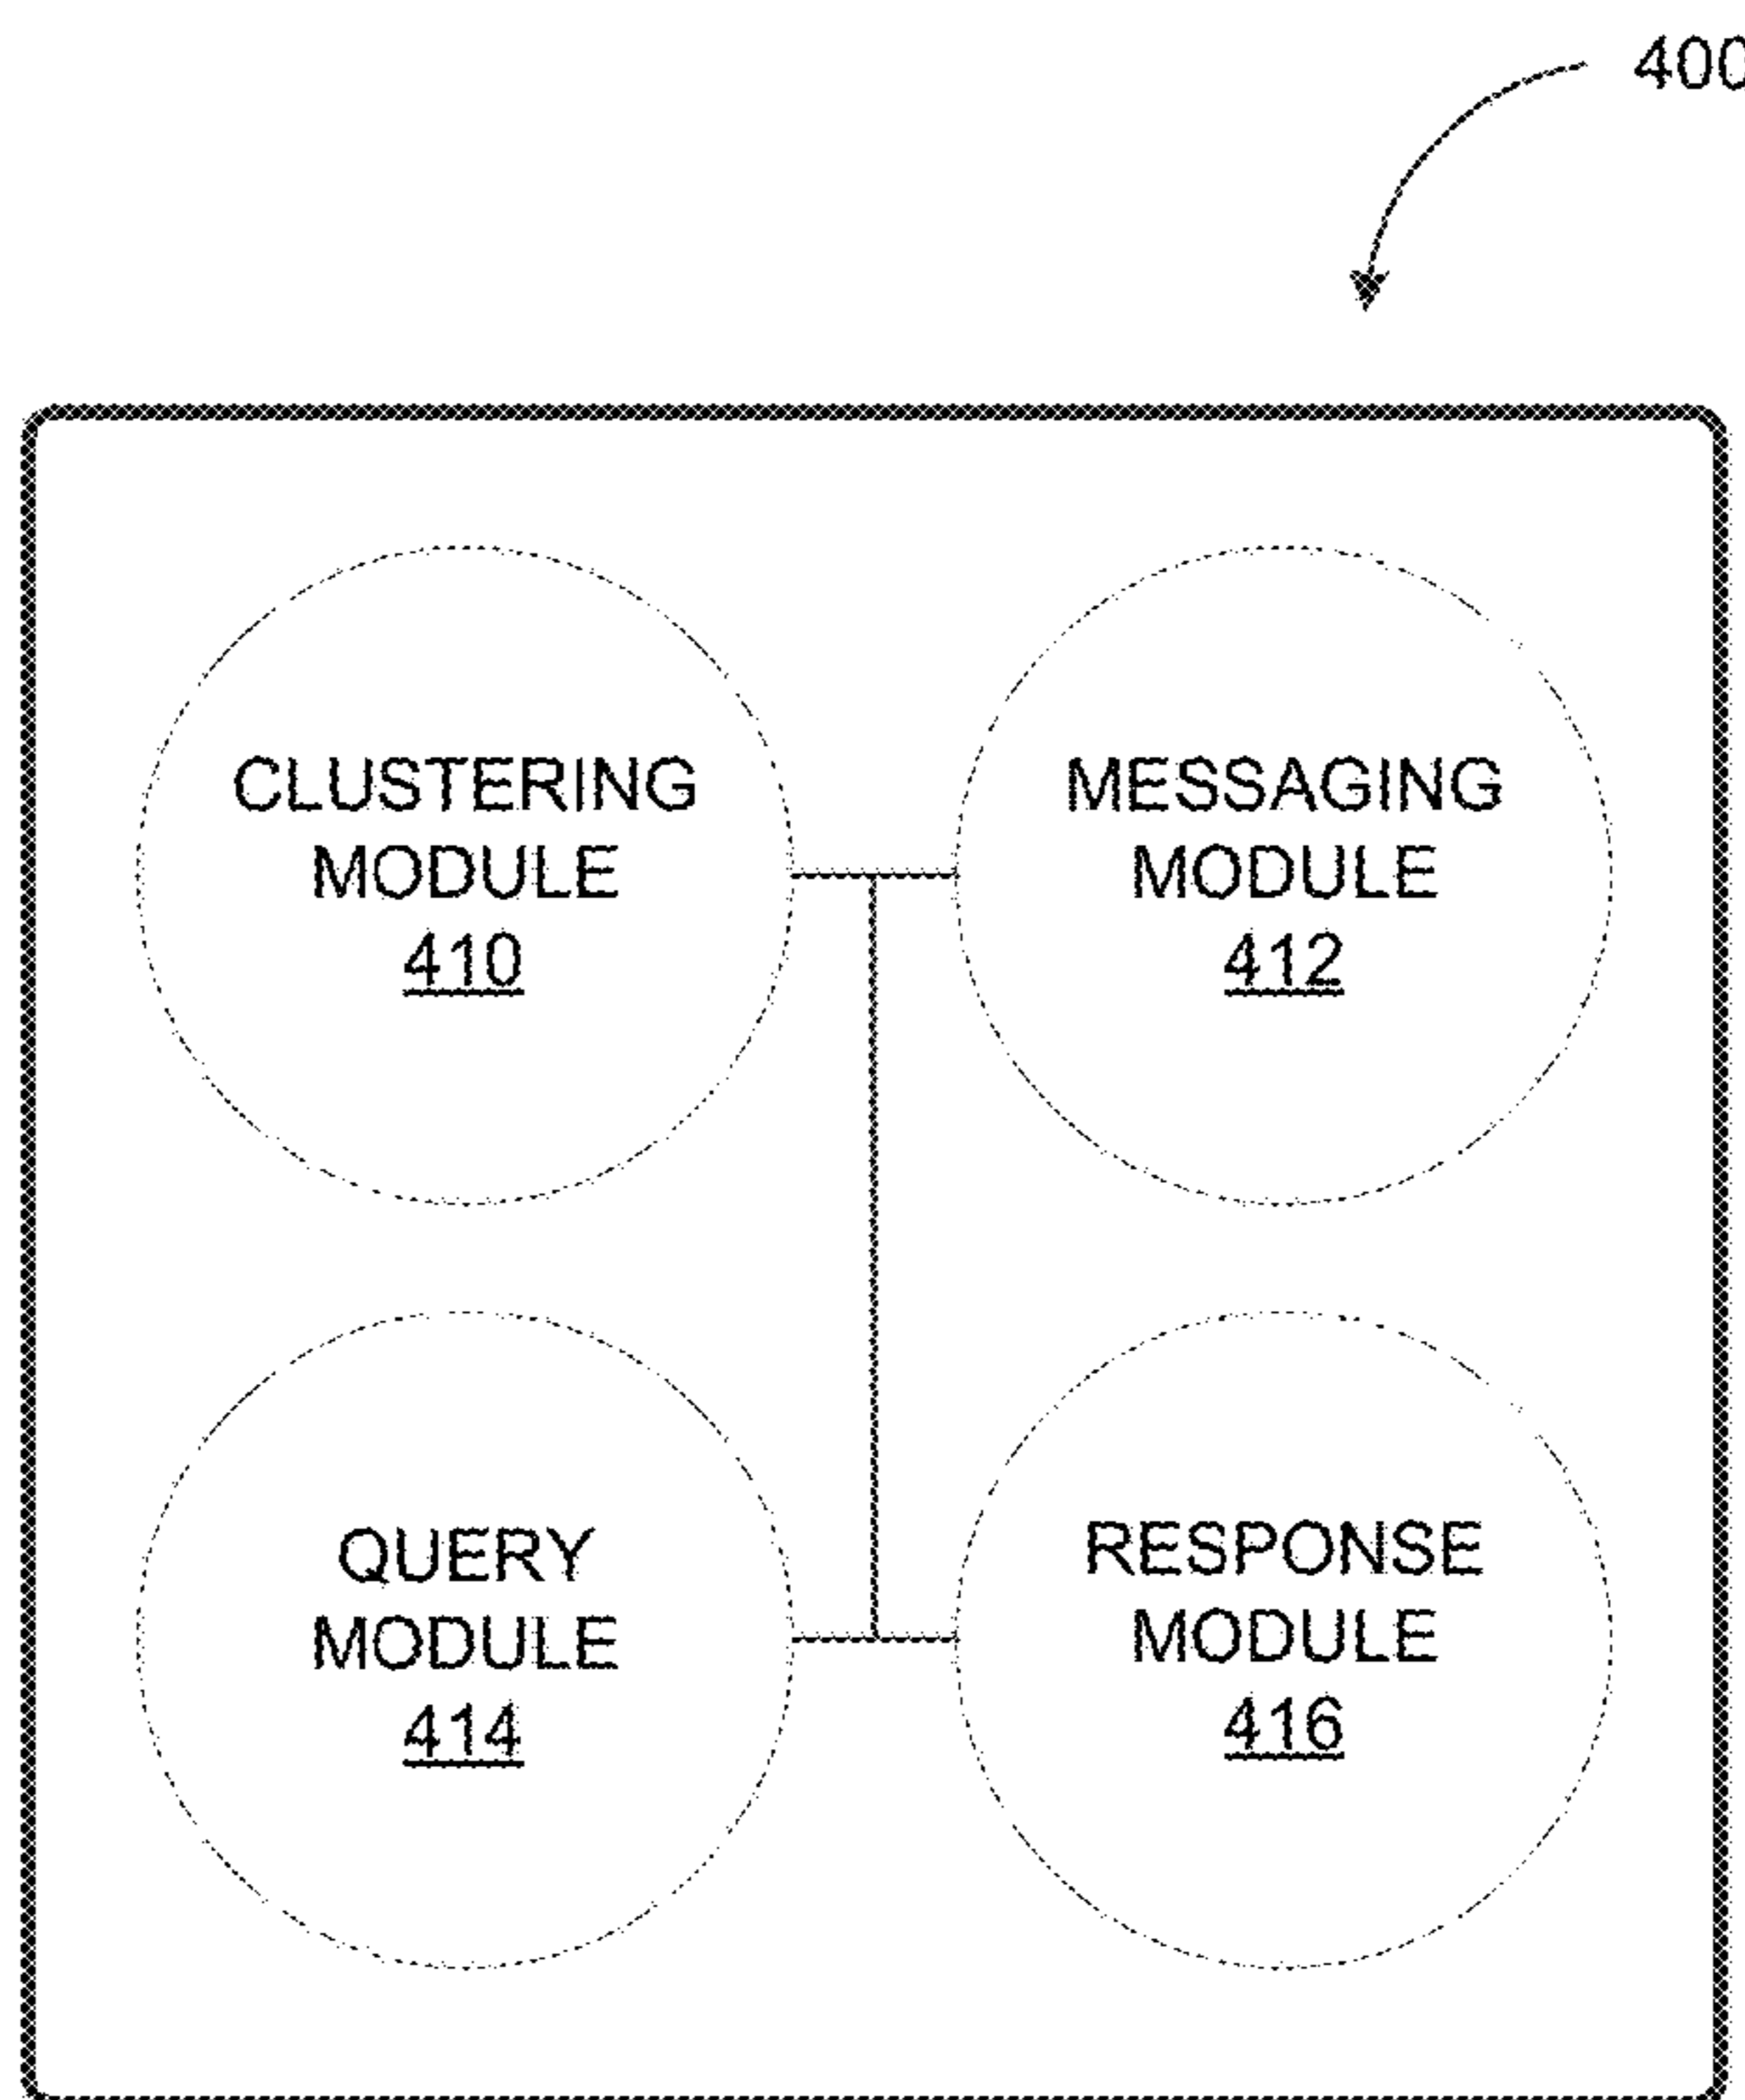 400
CLUSTERING
MODULE
410
MESSAGING
MODULE
412
QUERY
MODULE
414
RESPONSE
MODULE
416